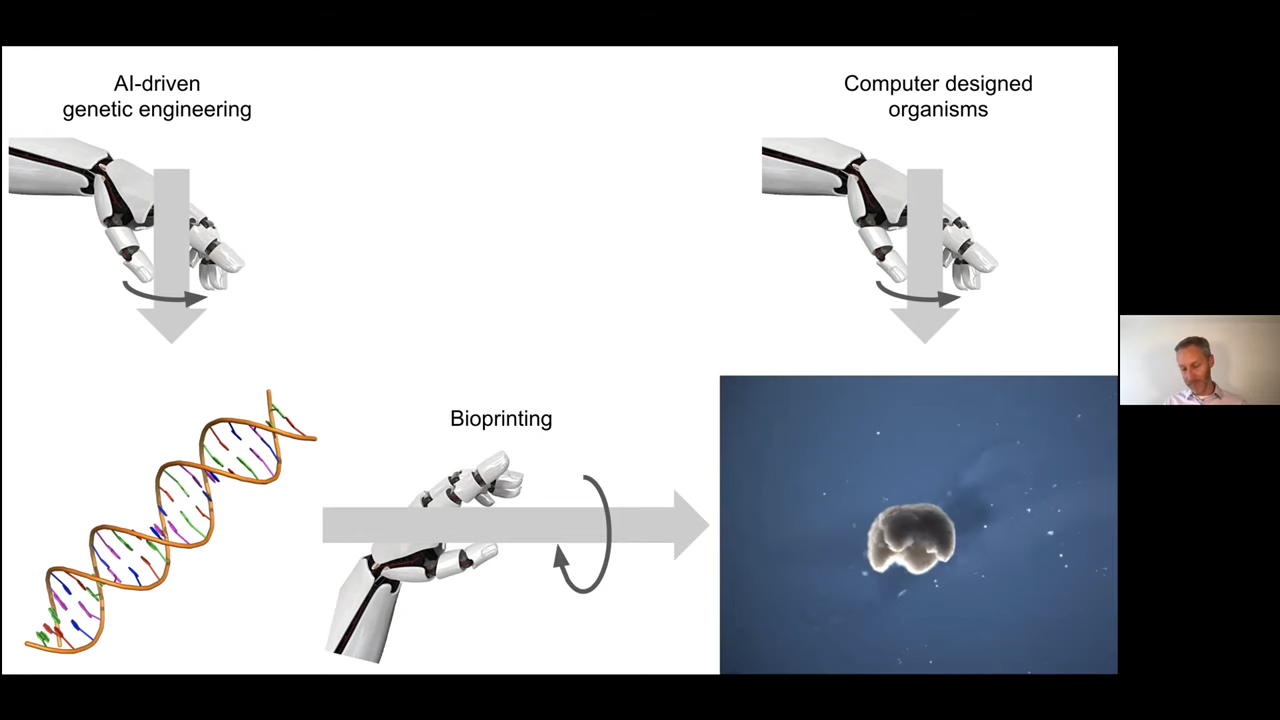 AI-driven
genetic engineering
Computer designed
organisms
Bioprinting